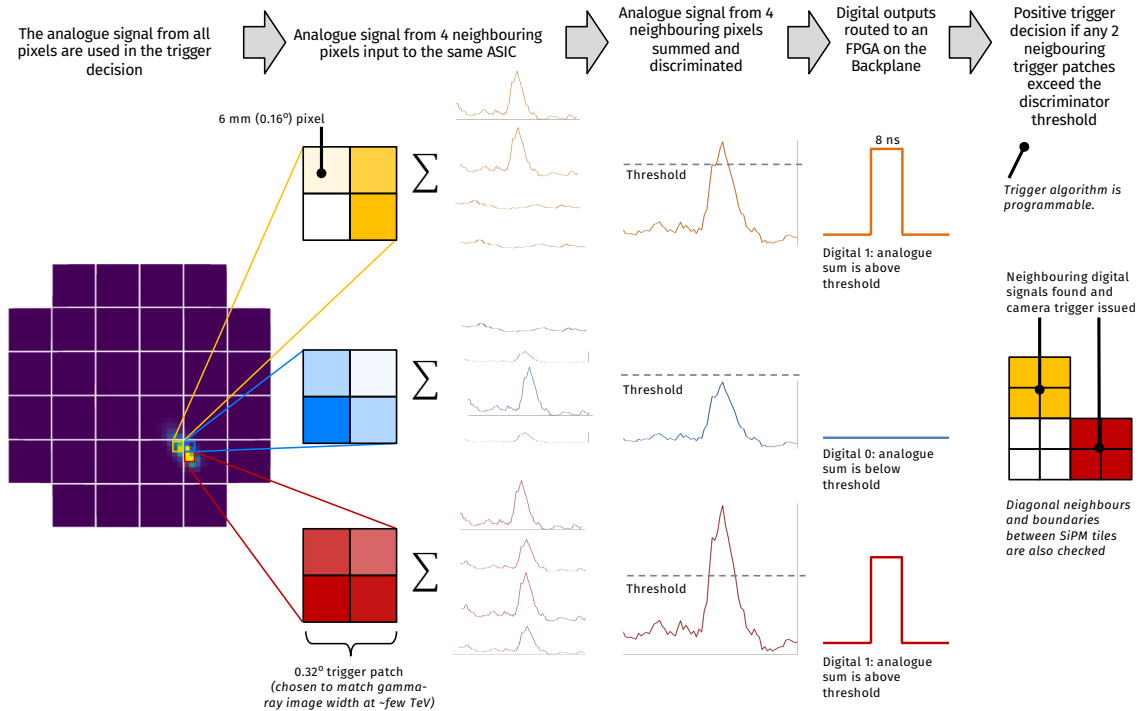 The analogue signal from all
pixels are used in the trigger
decision
Analogue signal from 4 neighbouring
pixels input to the same ASIC
Analogue signal from 4
neighbouring pixels
summed and
discriminated
Digital outputs
routed to an
FPGA on the
Backplane
Positive trigger
decision if any 2
neigbouring
trigger patches
exceed the
discriminator
threshold
6 mm (0.16⁰) pixel
∑
Threshold
8 ns
Digital 1: analogue
sum is above
threshold
Trigger algorithm is
programmable.
∑
Threshold
Digital 0: analogue
sum is below
threshold
Neighbouring digital
signals found and
camera trigger issued
Diagonal neighbours
and boundaries
between SiPM tiles
are also checked
∑
Threshold
Digital 1: analogue
sum is above
threshold
0.32⁰ trigger patch
(chosen to match gamma-
ray image width at ~few TeV)